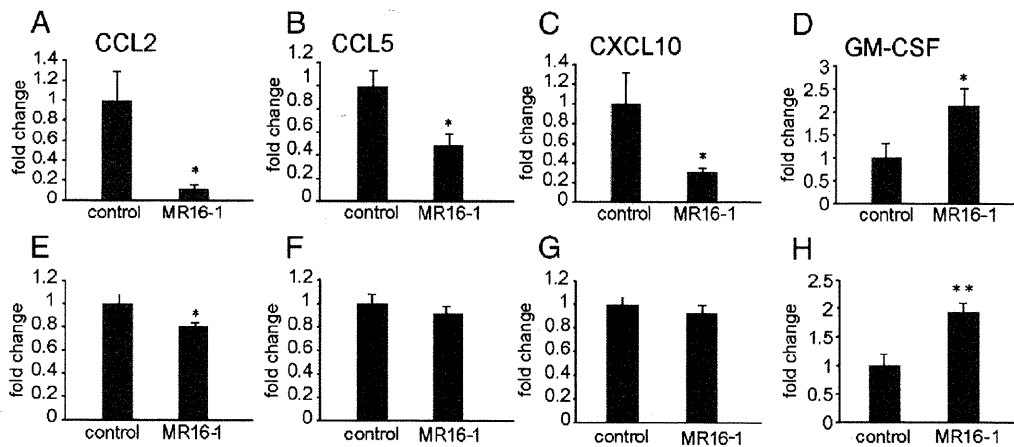 A
CCL2
fold change
1.4
1.2
1
0.8
0.6
0.4
0.2
0
*
control MR16-1
B
CCL5
fold change
1.2
1
0.8
0.6
0.4
0.2
0
*
control MR16-1
C
CXCL10
fold change
1.4
1.2
1
0.8
0.6
0.4
0.2
0
*
control MR16-1
D
GM-CSF
fold change
3
2.5
2
1.5
1
0.5
0
*
control MR16-1
E
fold change
1.2
1
0.8
0.6
0.4
0.2
0
*
control MR16-1
F
fold change
1.2
1
0.8
0.6
0.4
0.2
0
control MR16-1
G
fold change
1.2
1
0.8
0.6
0.4
0.2
0
control MR16-1
H
fold change
2.5
2
1.5
1
0.5
0
**
control MR16-1